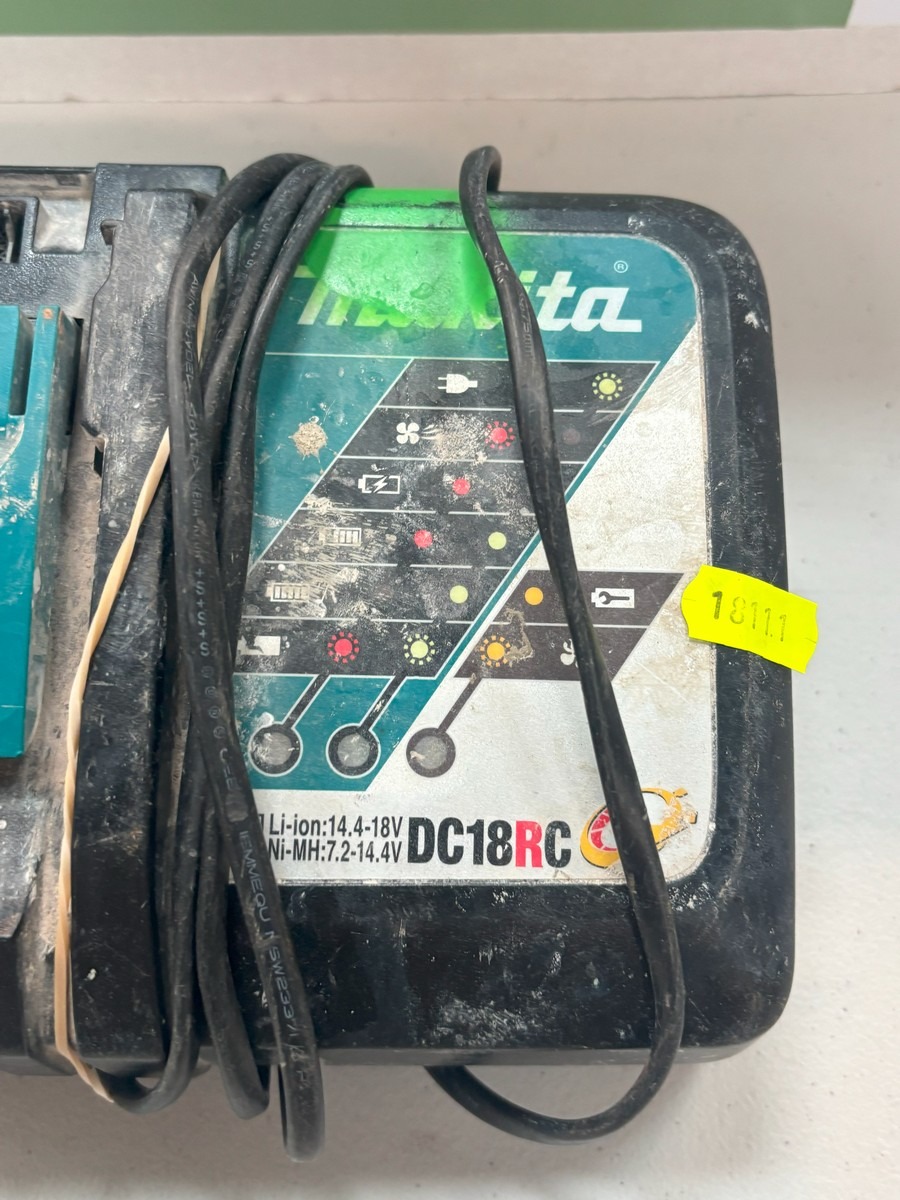 makita ®
18111
Li-ion:14.4-18V
Ni-MH:7.2-14.4V
DC18RC